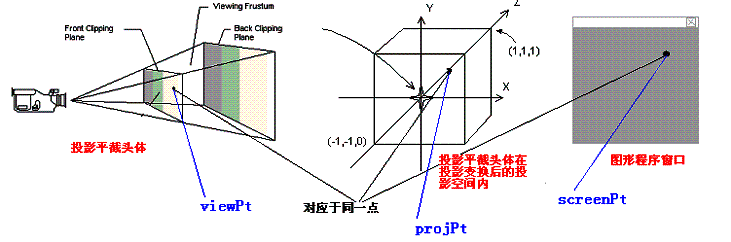 Viewing Frustum
Front Clipping
Plane
Back Clipping
Plane
投影平截头体
viewPt
Y
Z
(1,1,1)
X
(-1,-1,0)
投影平截头体在
投影变换后的投
影空间内
对应于同一点
projPt
图形程序窗口
screenPt